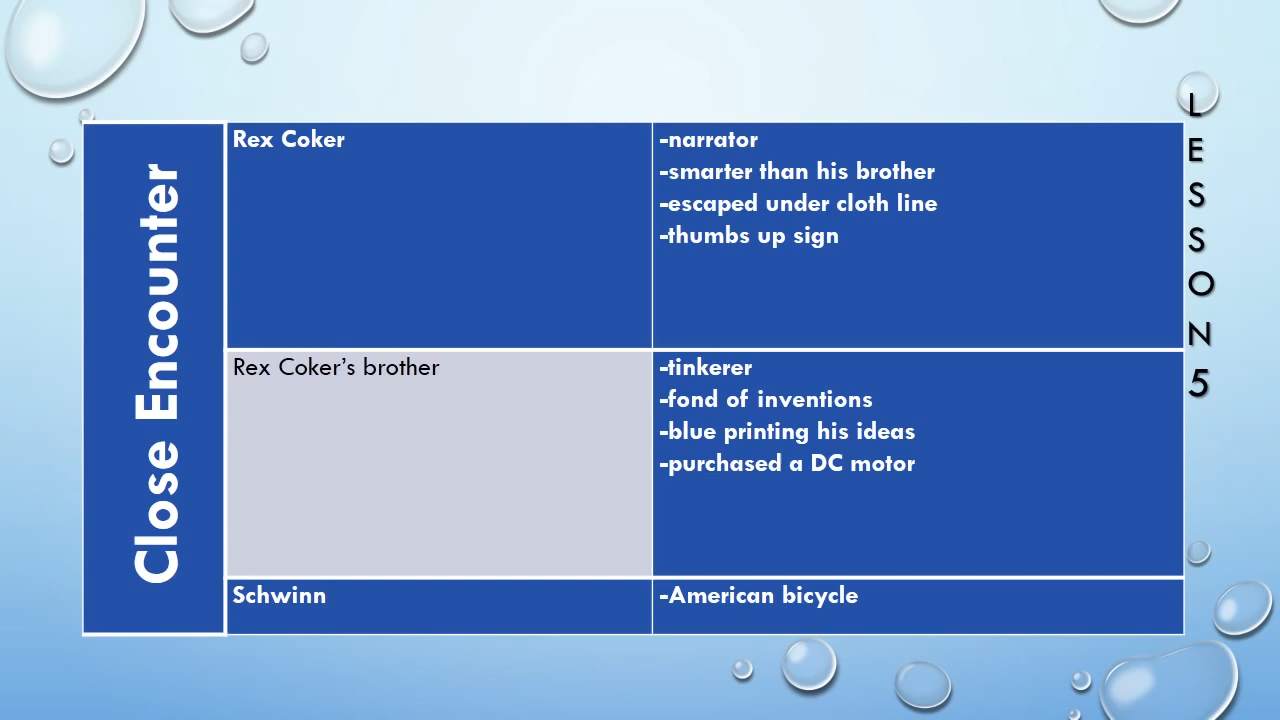 Close Encounter
Rex Coker
-narrator
-smarter than his brother
-escaped under cloth line
-thumbs up sign
Rex Coker’s brother
-tinkerer
-fond of inventions
-blue printing his ideas
-purchased a DC motor
Schwinn
-American bicycle
LESSON 5